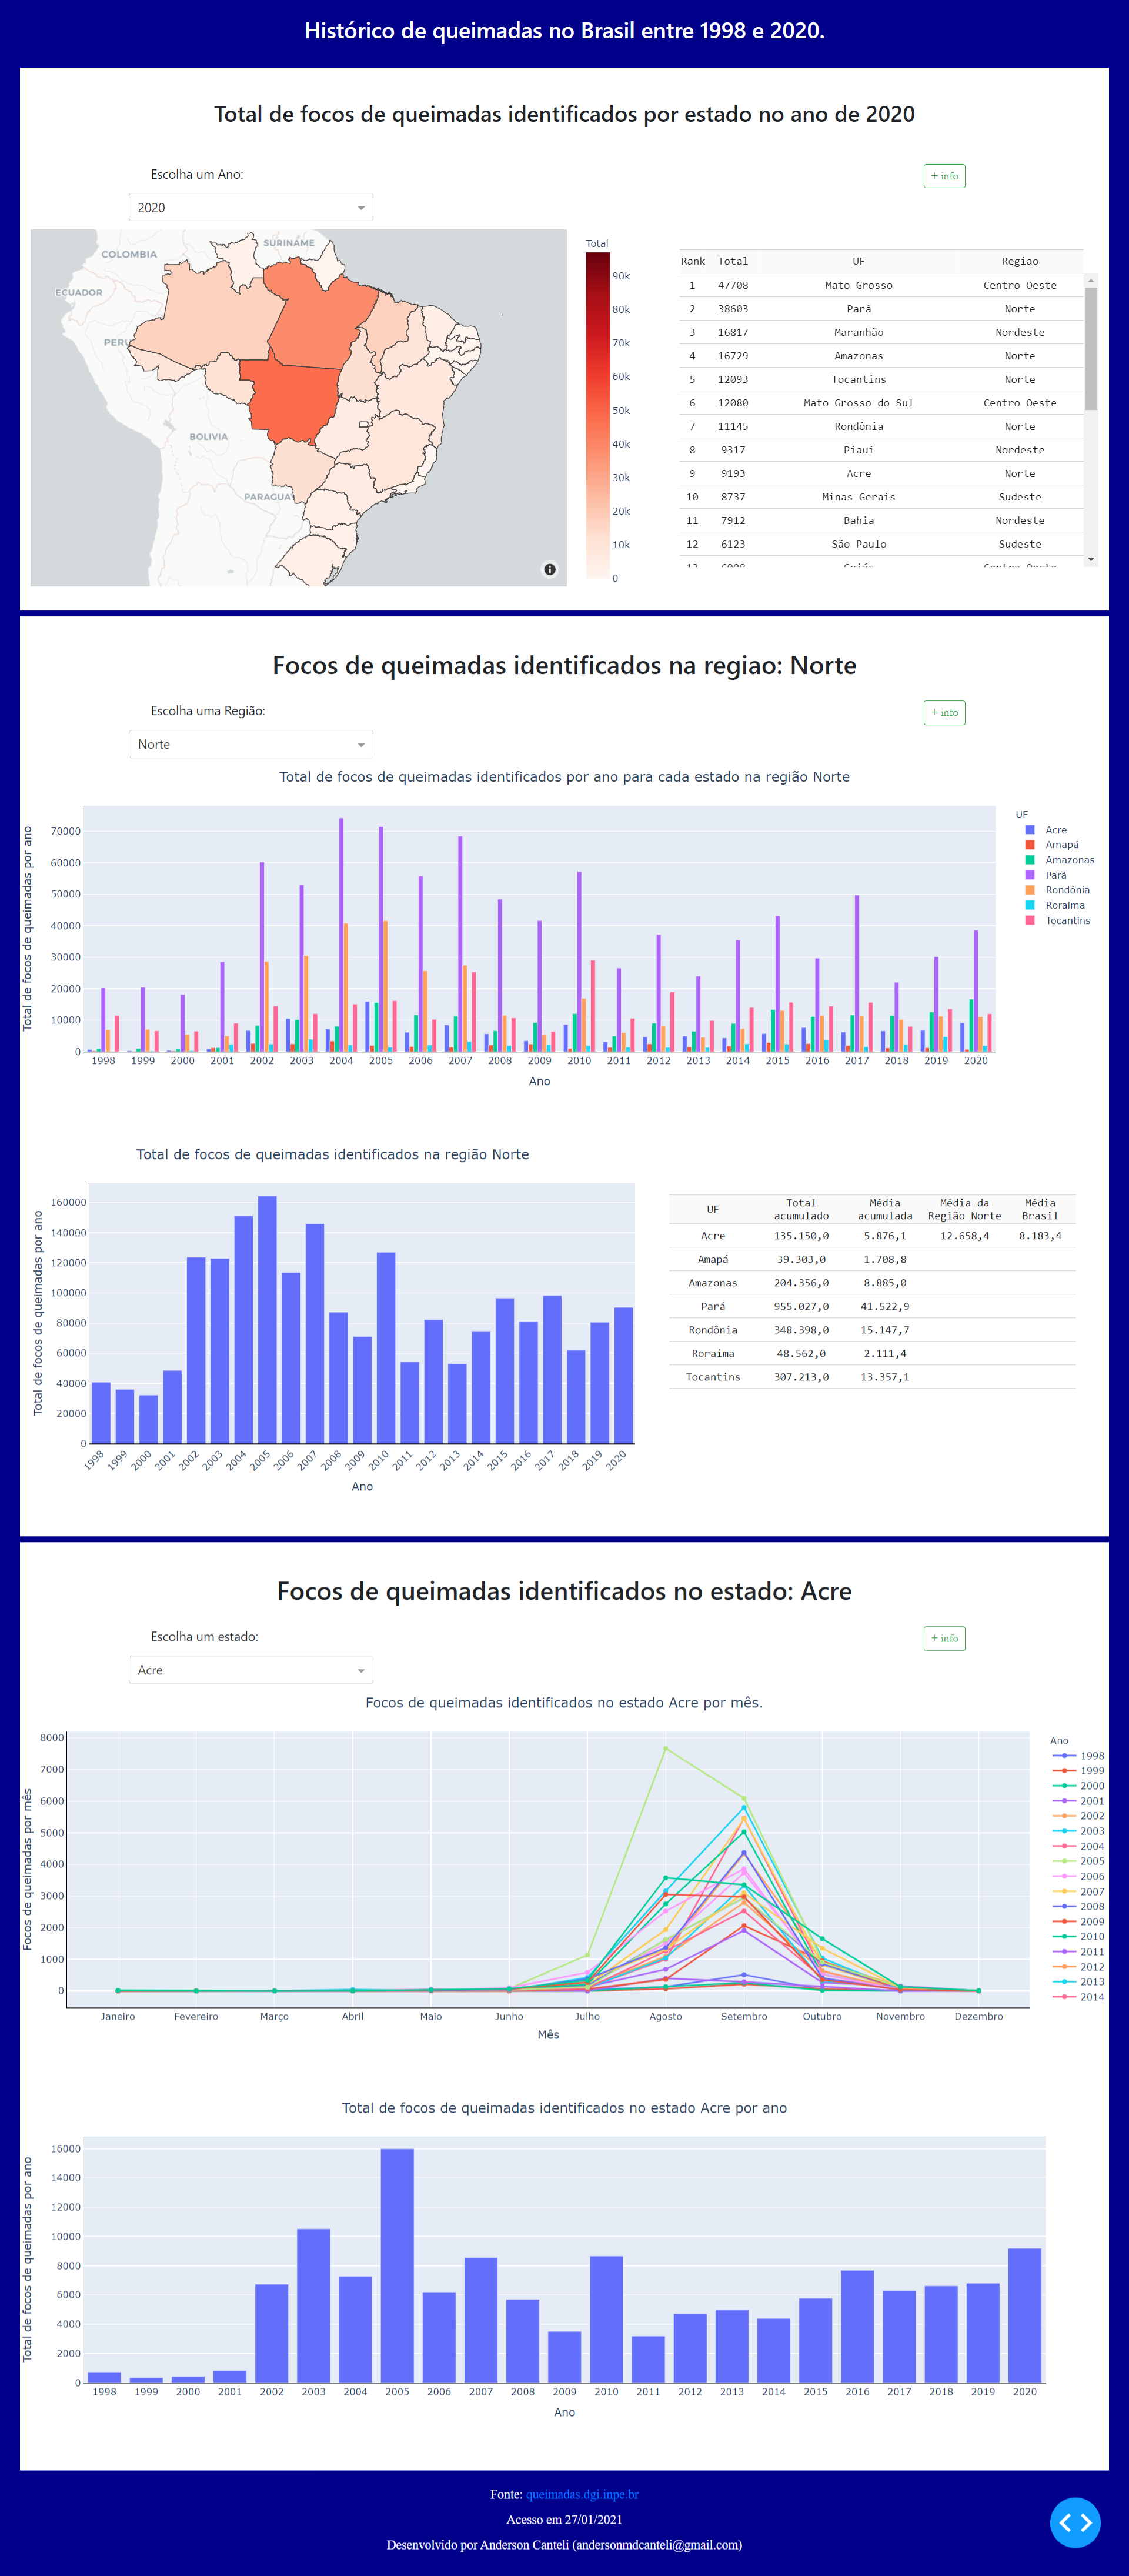 Histórico de queimadas no Brasil entre 1998 e 2020.
Total de focos de queimadas identificados por estado no ano de 2020
Escolha um Ano:
+ info
2020
COLOMBIA
SURINAME
ECUADOR
PERU
BOLIVIA
PARAGUAY
Total
90k
80k
70k
60k
50k
40k
30k
20k
10k
0
Rank Total UF Regiao
1 47708 Mato Grosso Centro Oeste
2 38603 Pará Norte
3 16817 Maranhão Nordeste
4 16729 Amazonas Norte
5 12093 Tocantins Norte
6 12080 Mato Grosso do Sul Centro Oeste
7 11145 Rondônia Norte
8 9317 Piauí Nordeste
9 9193 Acre Norte
10 8737 Minas Gerais Sudeste
11 7912 Bahia Nordeste
12 6123 São Paulo Sudeste
Focos de queimadas identificados na regiao: Norte
Escolha uma Região:
+ info
Norte
Total de focos de queimadas identificados por ano para cada estado na região Norte
Total de focos de queimadas por ano
70000
60000
50000
40000
30000
20000
10000
0
1998 1999 2000 2001 2002 2003 2004 2005 2006 2007 2008 2009 2010 2011 2012 2013 2014 2015 2016 2017 2018 2019 2020
Ano
UF
Acre
Amapá
Amazonas
Pará
Rondônia
Roraima
Tocantins
Total de focos de queimadas identificados na região Norte
Total de focos de queimadas por ano
160000
140000
120000
100000
80000
60000
40000
20000
0
1998 1999 2000 2001 2002 2003 2004 2005 2006 2007 2008 2009 2010 2011 2012 2013 2014 2015 2016 2017 2018 2019 2020
Ano
UF Total acumulado Média acumulada Média da Região Norte Média Brasil
Acre 135.150,0 5.876,1 12.658,4 8.183,4
Amapá 39.303,0 1.708,8
Amazonas 204.356,0 8.885,0
Pará 955.027,0 41.522,9
Rondônia 348.398,0 15.147,7
Roraima 48.562,0 2.111,4
Tocantins 307.213,0 13.357,1
Focos de queimadas identificados no estado: Acre
Escolha um estado:
+ info
Acre
Focos de queimadas identificados no estado Acre por mês.
Focos de queimadas por mês
8000
7000
6000
5000
4000
3000
2000
1000
0
Janeiro Fevereiro Março Abril Maio Junho Julho Agosto Setembro Outubro Novembro Dezembro
Mês
Ano
1998
1999
2000
2001
2002
2003
2004
2005
2006
2007
2008
2009
2010
2011
2012
2013
2014
Total de focos de queimadas identificados no estado Acre por ano
Total de focos de queimadas por ano
16000
14000
12000
10000
8000
6000
4000
2000
0
1998 1999 2000 2001 2002 2003 2004 2005 2006 2007 2008 2009 2010 2011 2012 2013 2014 2015 2016 2017 2018 2019 2020
Ano
Fonte: queimadas.dgi.inpe.br
Acesso em 27/01/2021
Desenvolvido por Anderson Canteli (andersonmdcanteli@gmail.com)